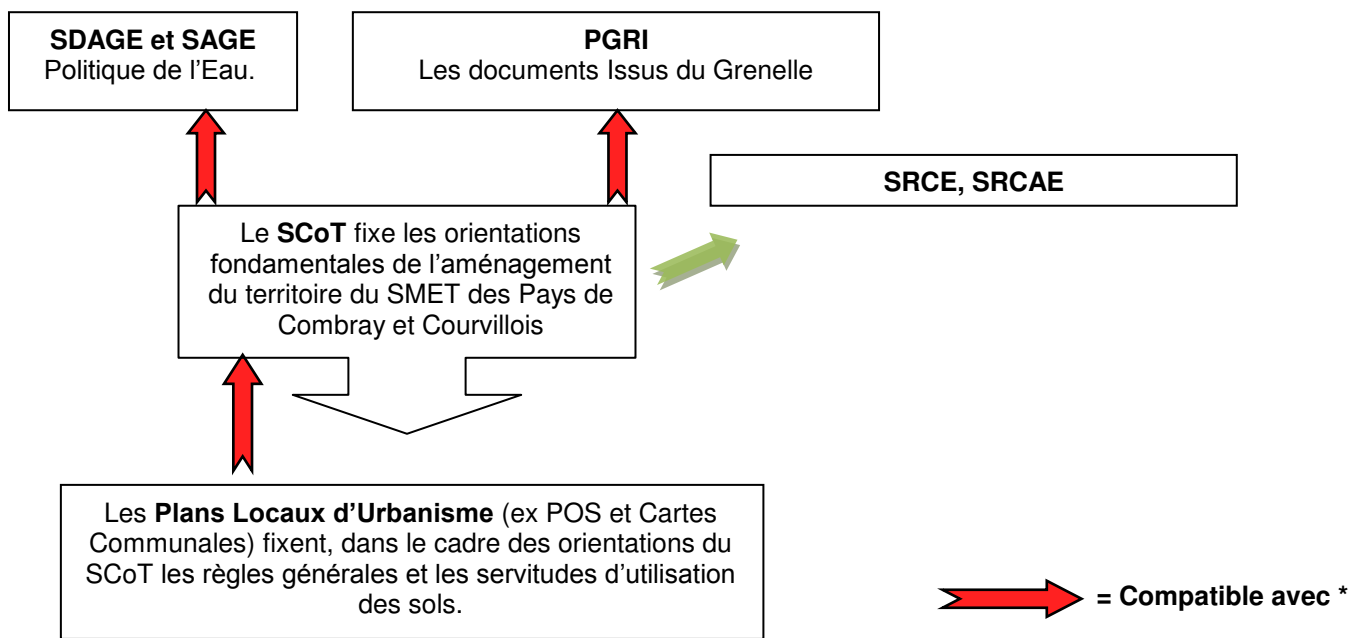 SDAGE et SAGE
Politique de l’Eau.
PGRI
Les documents Issus du Grenelle
SRCE, SRCAE
Le SCoT fixe les orientations
fondamentales de l’aménagement
du territoire du SMET des Pays de
Combray et Courvillois
Les Plans Locaux d’Urbanisme (ex POS et Cartes
Communales) fixent, dans le cadre des orientations du
SCoT les règles générales et les servitudes d’utilisation
des sols.
= Compatible avec *